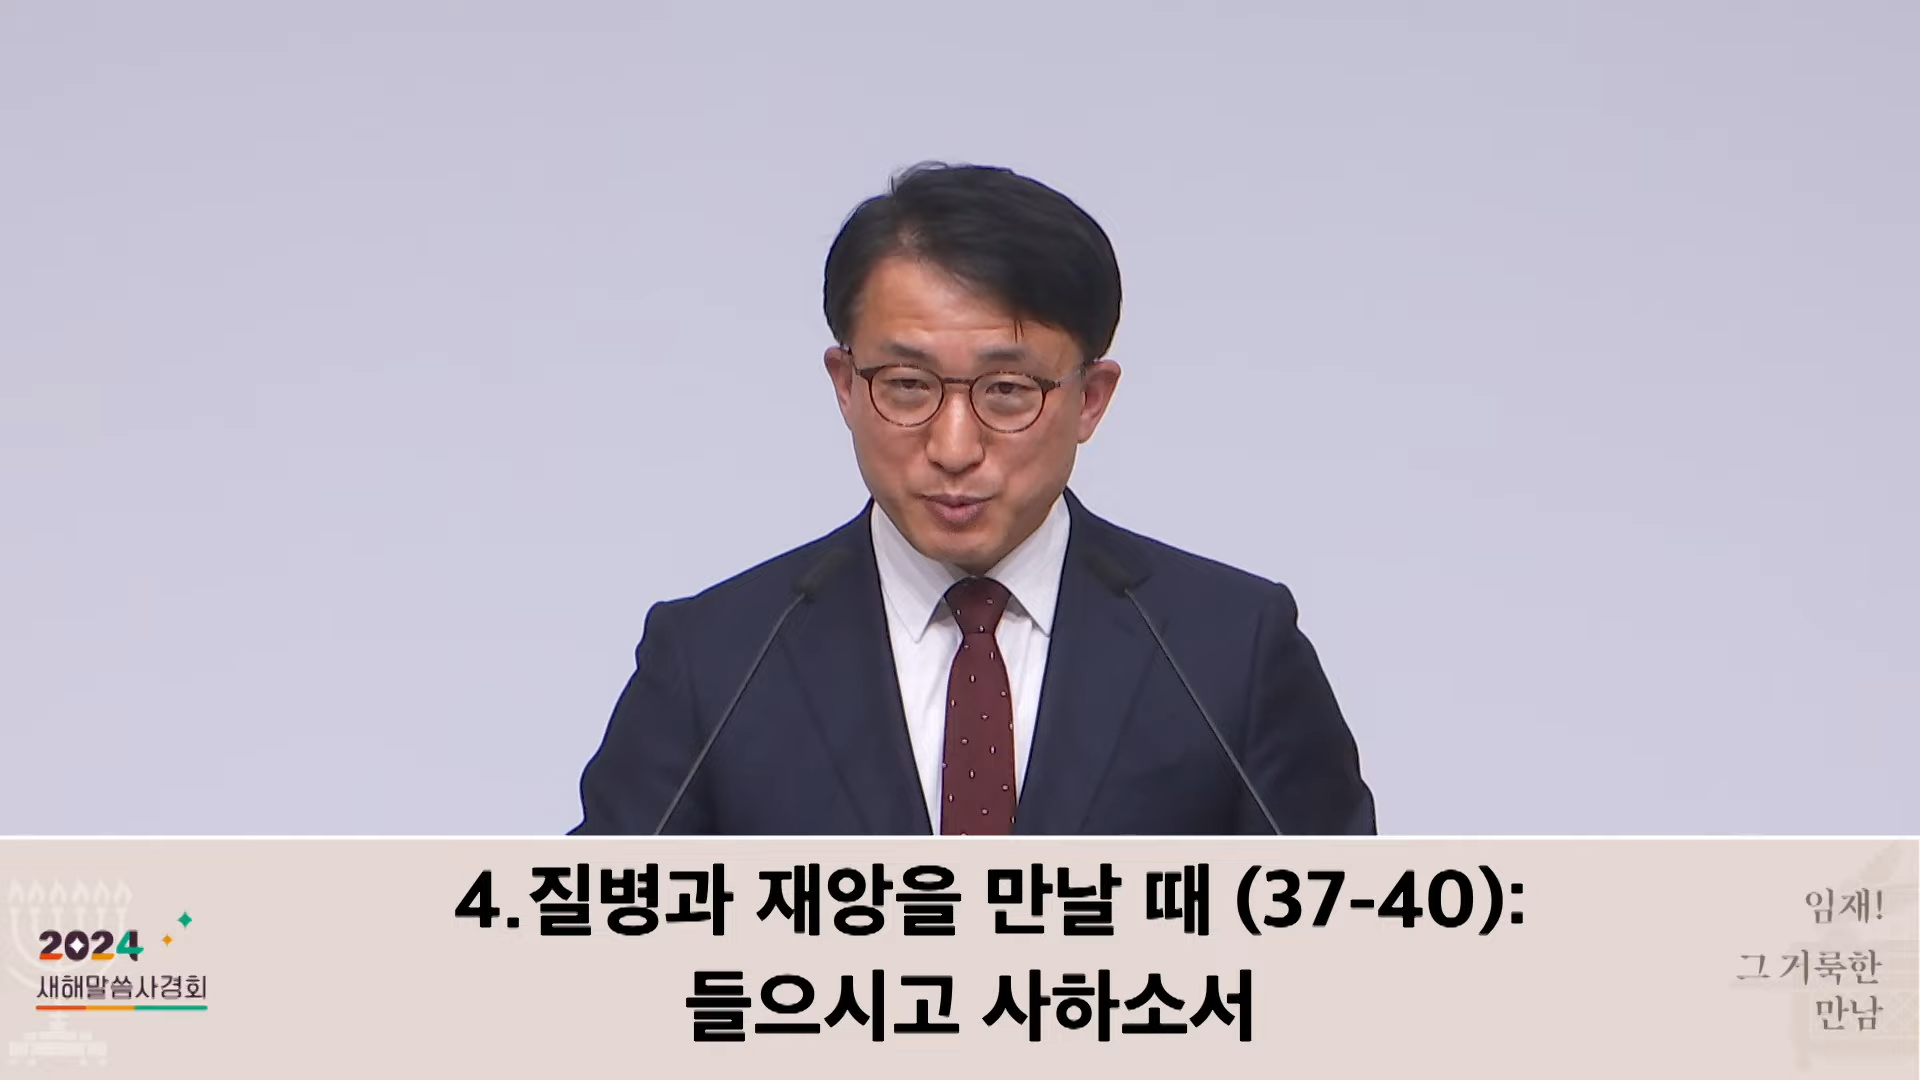 4.질병과 재앙을 만날 때 (37-40):
들으시고 사하소서
2024
새해말씀사경회
임재!
그 거룩한
만남